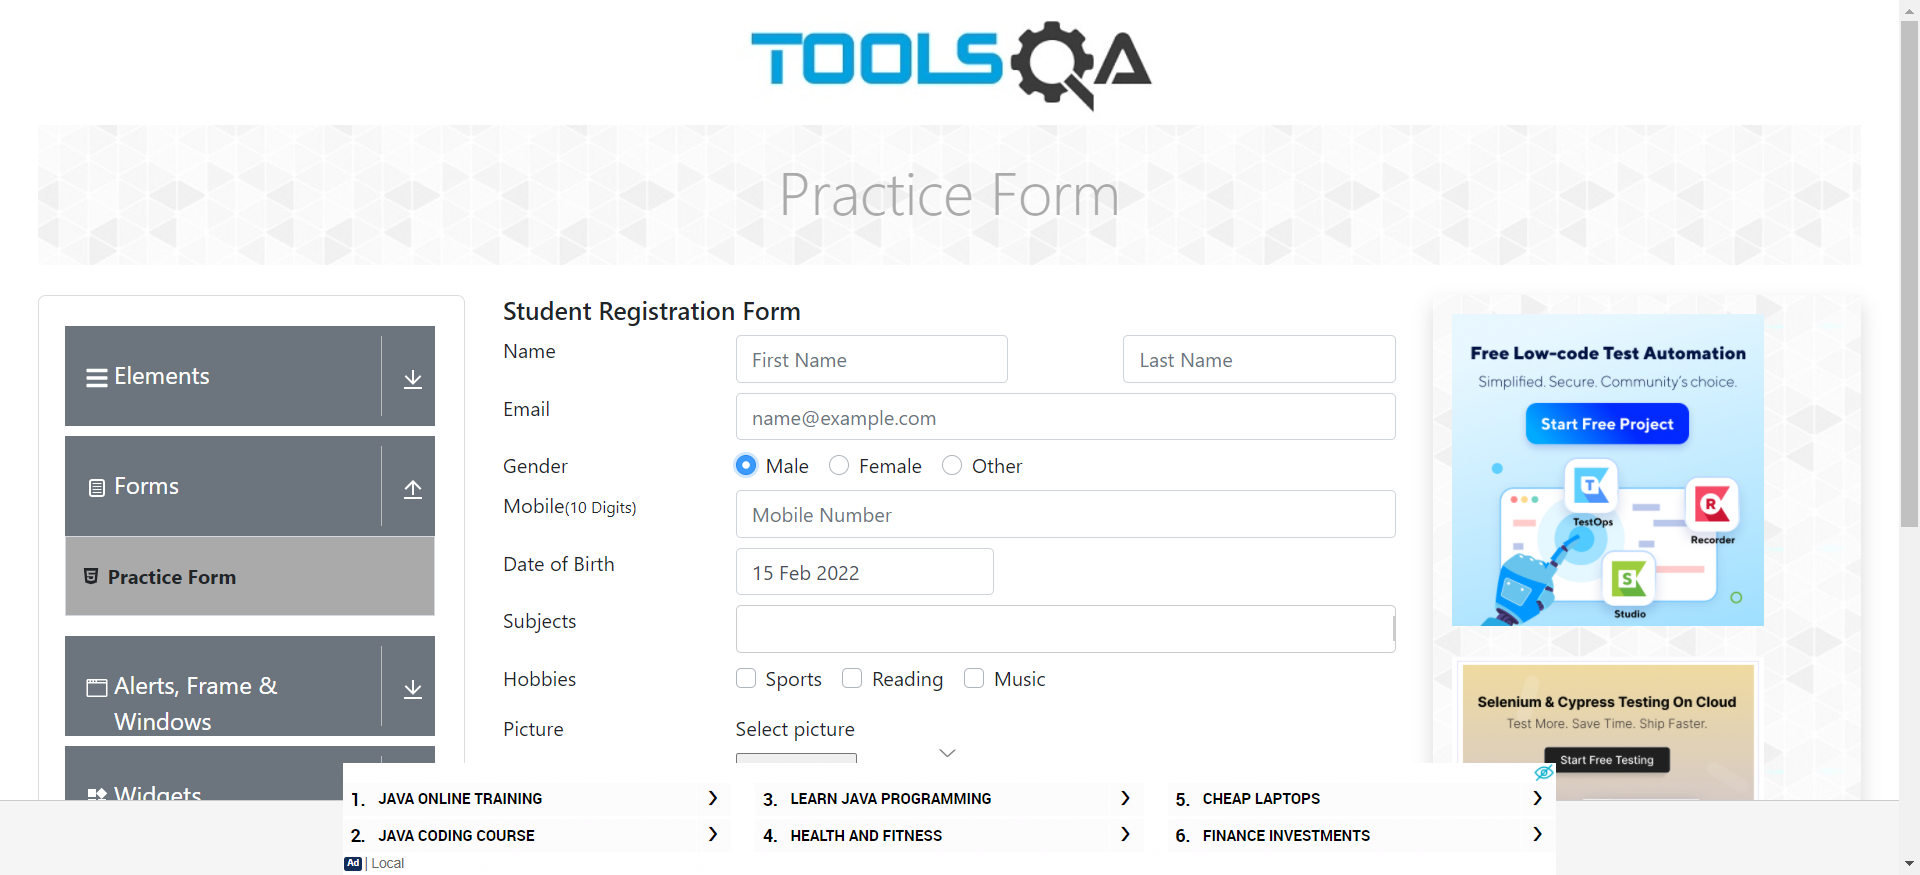 TOOLSQA
Practice Form
Elements
Forms
Practice Form
Alerts, Frame &
Windows
Widgets
Student Registration Form
Name
First Name
Last Name
Email
name@example.com
Gender
Male
Female
Other
Mobile(10 Digits)
Mobile Number
Date of Birth
15 Feb 2022
Subjects
Hobbies
Sports
Reading
Music
Picture
Select picture
Free Low-code Test Automation
Simplified. Secure. Community's choice.
Start Free Project
T
TestOps
R
Recorder
S
Studio
Selenium & Cypress Testing On Cloud
Test More. Save Time. Ship Faster.
Start Free Testing
1. JAVA ONLINE TRAINING
2. JAVA CODING COURSE
3. LEARN JAVA PROGRAMMING
4. HEALTH AND FITNESS
5. CHEAP LAPTOPS
6. FINANCE INVESTMENTS
Ad | Local